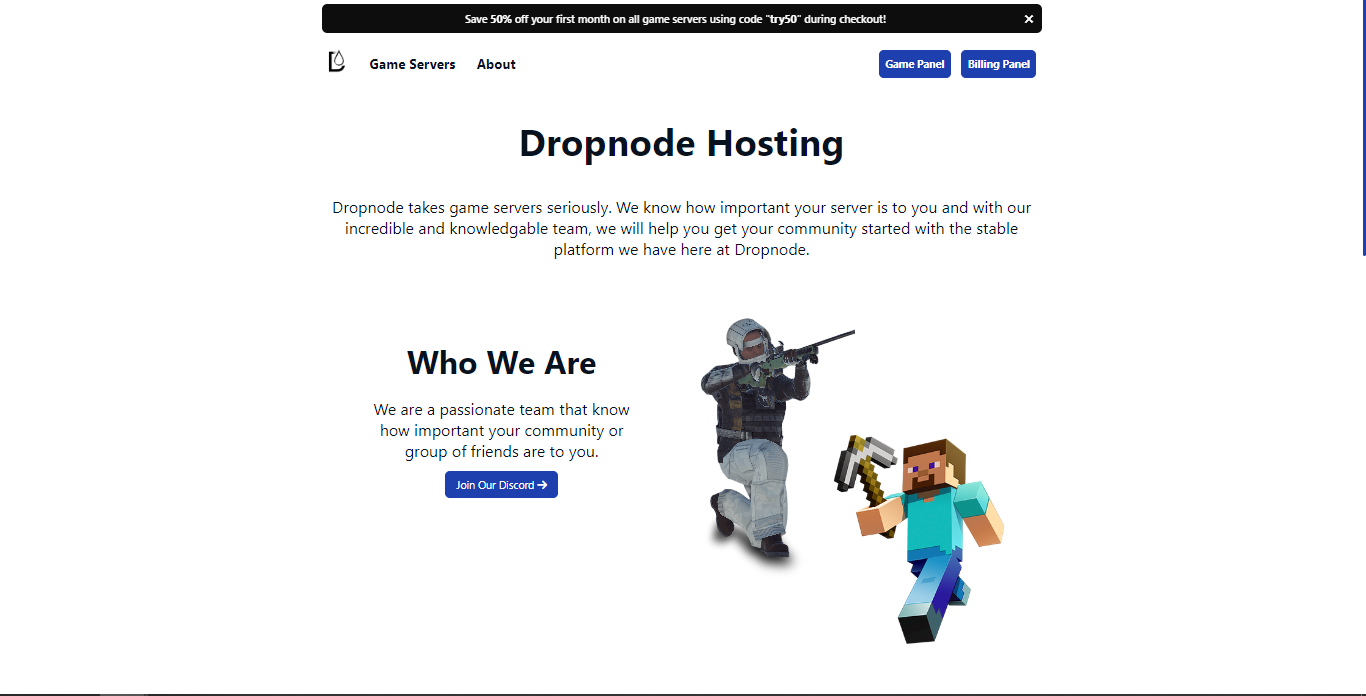 Save 50% off your first month on all game servers using code "try50" during checkout! ×
Game Servers About Game Panel Billing Panel
Dropnode Hosting
Dropnode takes game servers seriously. We know how important your server is to you and with our
incredible and knowledgable team, we will help you get your community started with the stable
platform we have here at Dropnode.
Who We Are
We are a passionate team that know
how important your community or
group of friends are to you.
Join Our Discord →